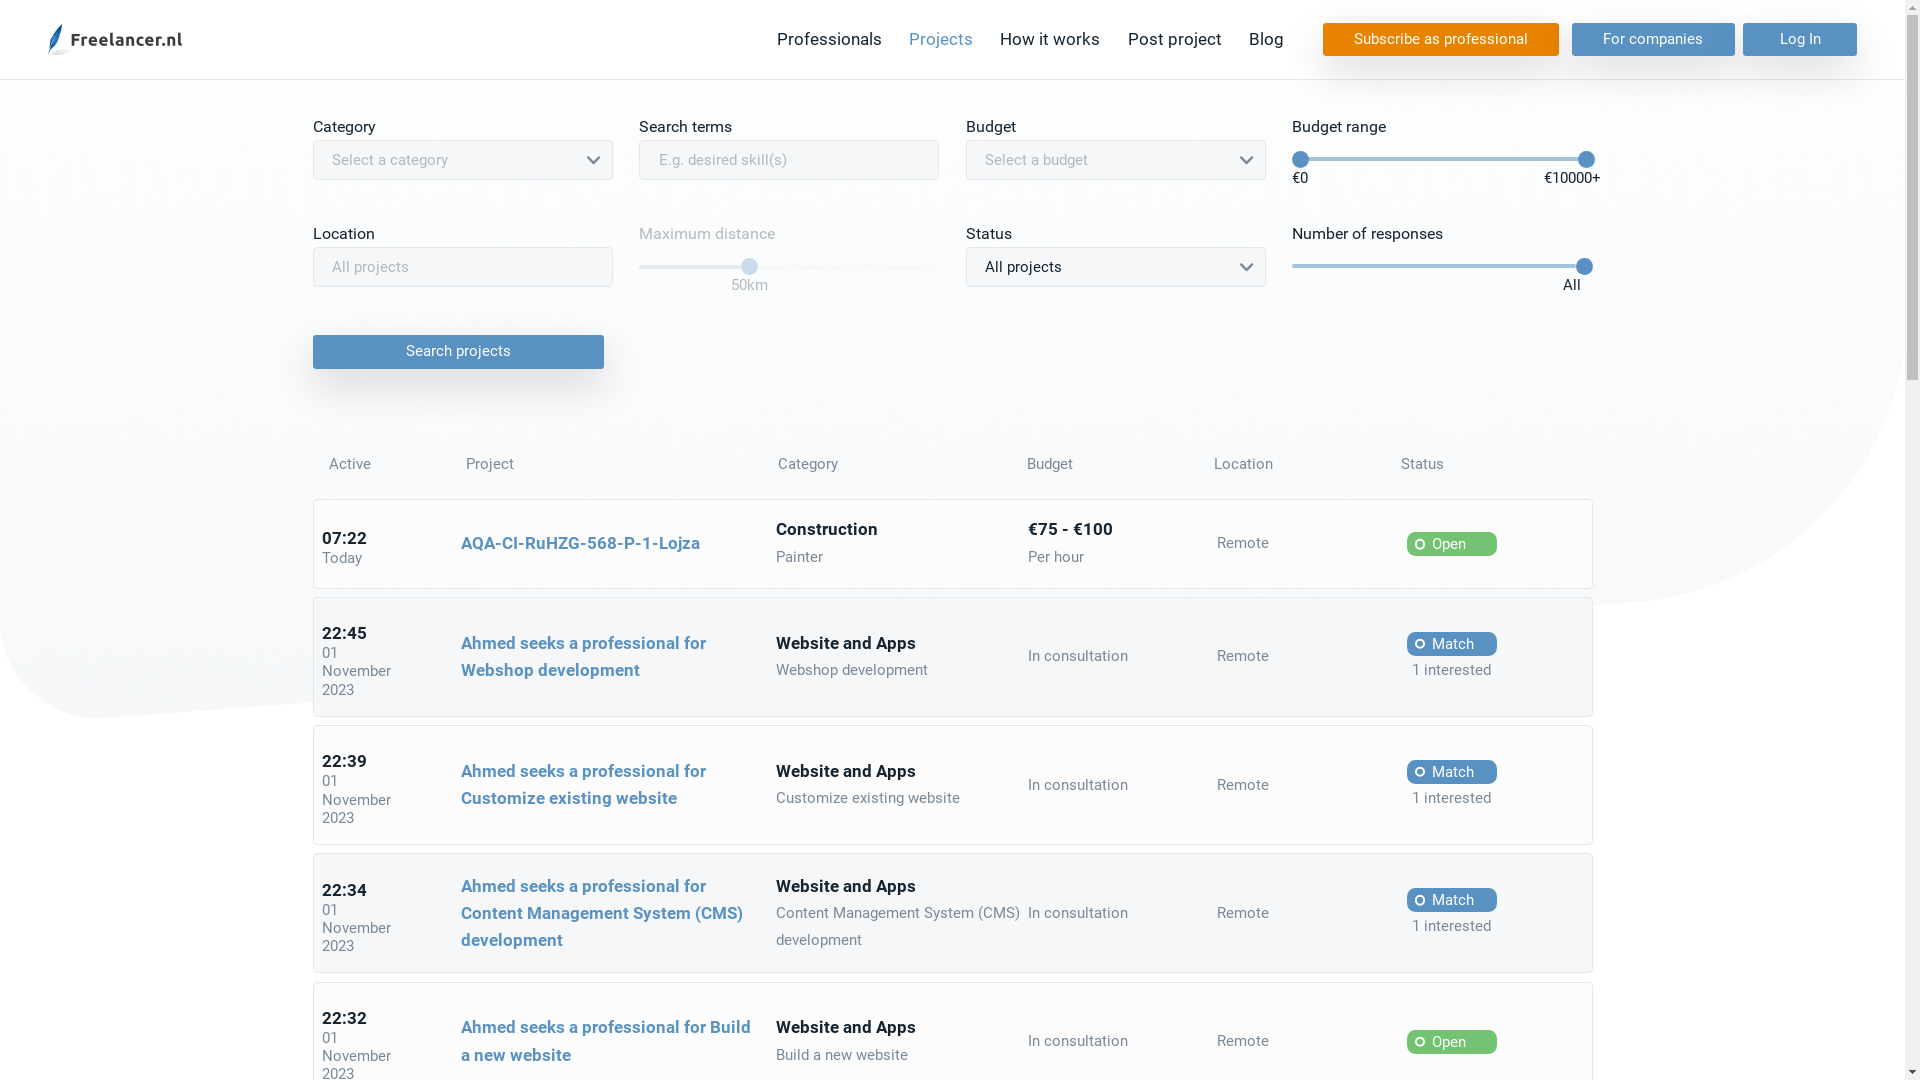 Freelancer.nl
Professionals
Projects
How it works
Post project
Blog
Subscribe as professional
For companies
Log In
Category
Search terms
Budget
Budget range
Select a category
E.g. desired skill(s)
Select a budget
€0
€10000+
Location
Maximum distance
Status
Number of responses
All projects
50km
All projects
All
Search projects
Active
Project
Category
Budget
Location
Status
07:22
Today
AQA-CI-RuHZG-568-P-1-Lojza
Construction
Painter
€75 - €100
Per hour
Remote
Open
22:45
01
November
2023
Ahmed seeks a professional for
Webshop development
Website and Apps
Webshop development
In consultation
Remote
Match
1 interested
22:39
01
November
2023
Ahmed seeks a professional for
Customize existing website
Website and Apps
Customize existing website
In consultation
Remote
Match
1 interested
22:34
01
November
2023
Ahmed seeks a professional for
Content Management System (CMS)
development
Website and Apps
Content Management System (CMS)
development
In consultation
Remote
Match
1 interested
22:32
01
November
2023
Ahmed seeks a professional for Build
a new website
Website and Apps
Build a new website
In consultation
Remote
Open